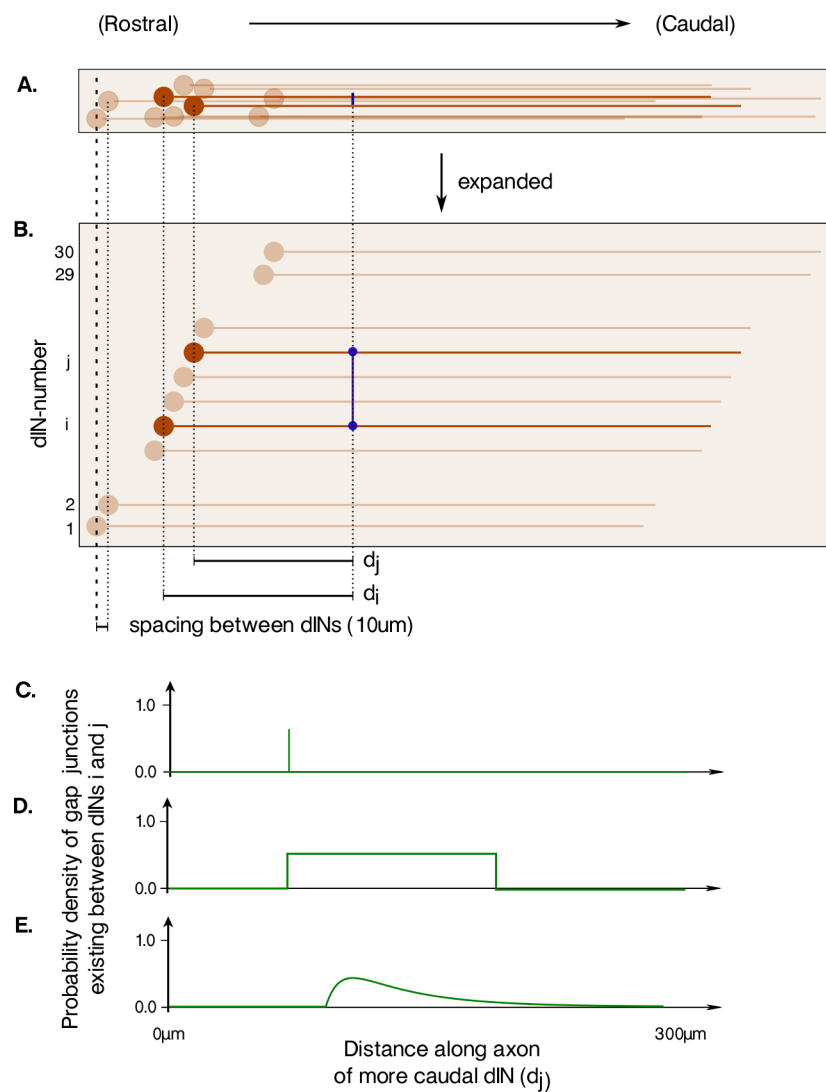 (Rostral) (Caudal)
A.
expanded
B.
30
29
j
i
2
1
dIN-number
dj
di
spacing between dINs (10um)
C.
1.0
0.0
D.
1.0
0.0
E.
1.0
0.0
Probability density of gap junctions
existing between dINs i and j
0µm 300µm
Distance along axon
of more caudal dIN (dj)